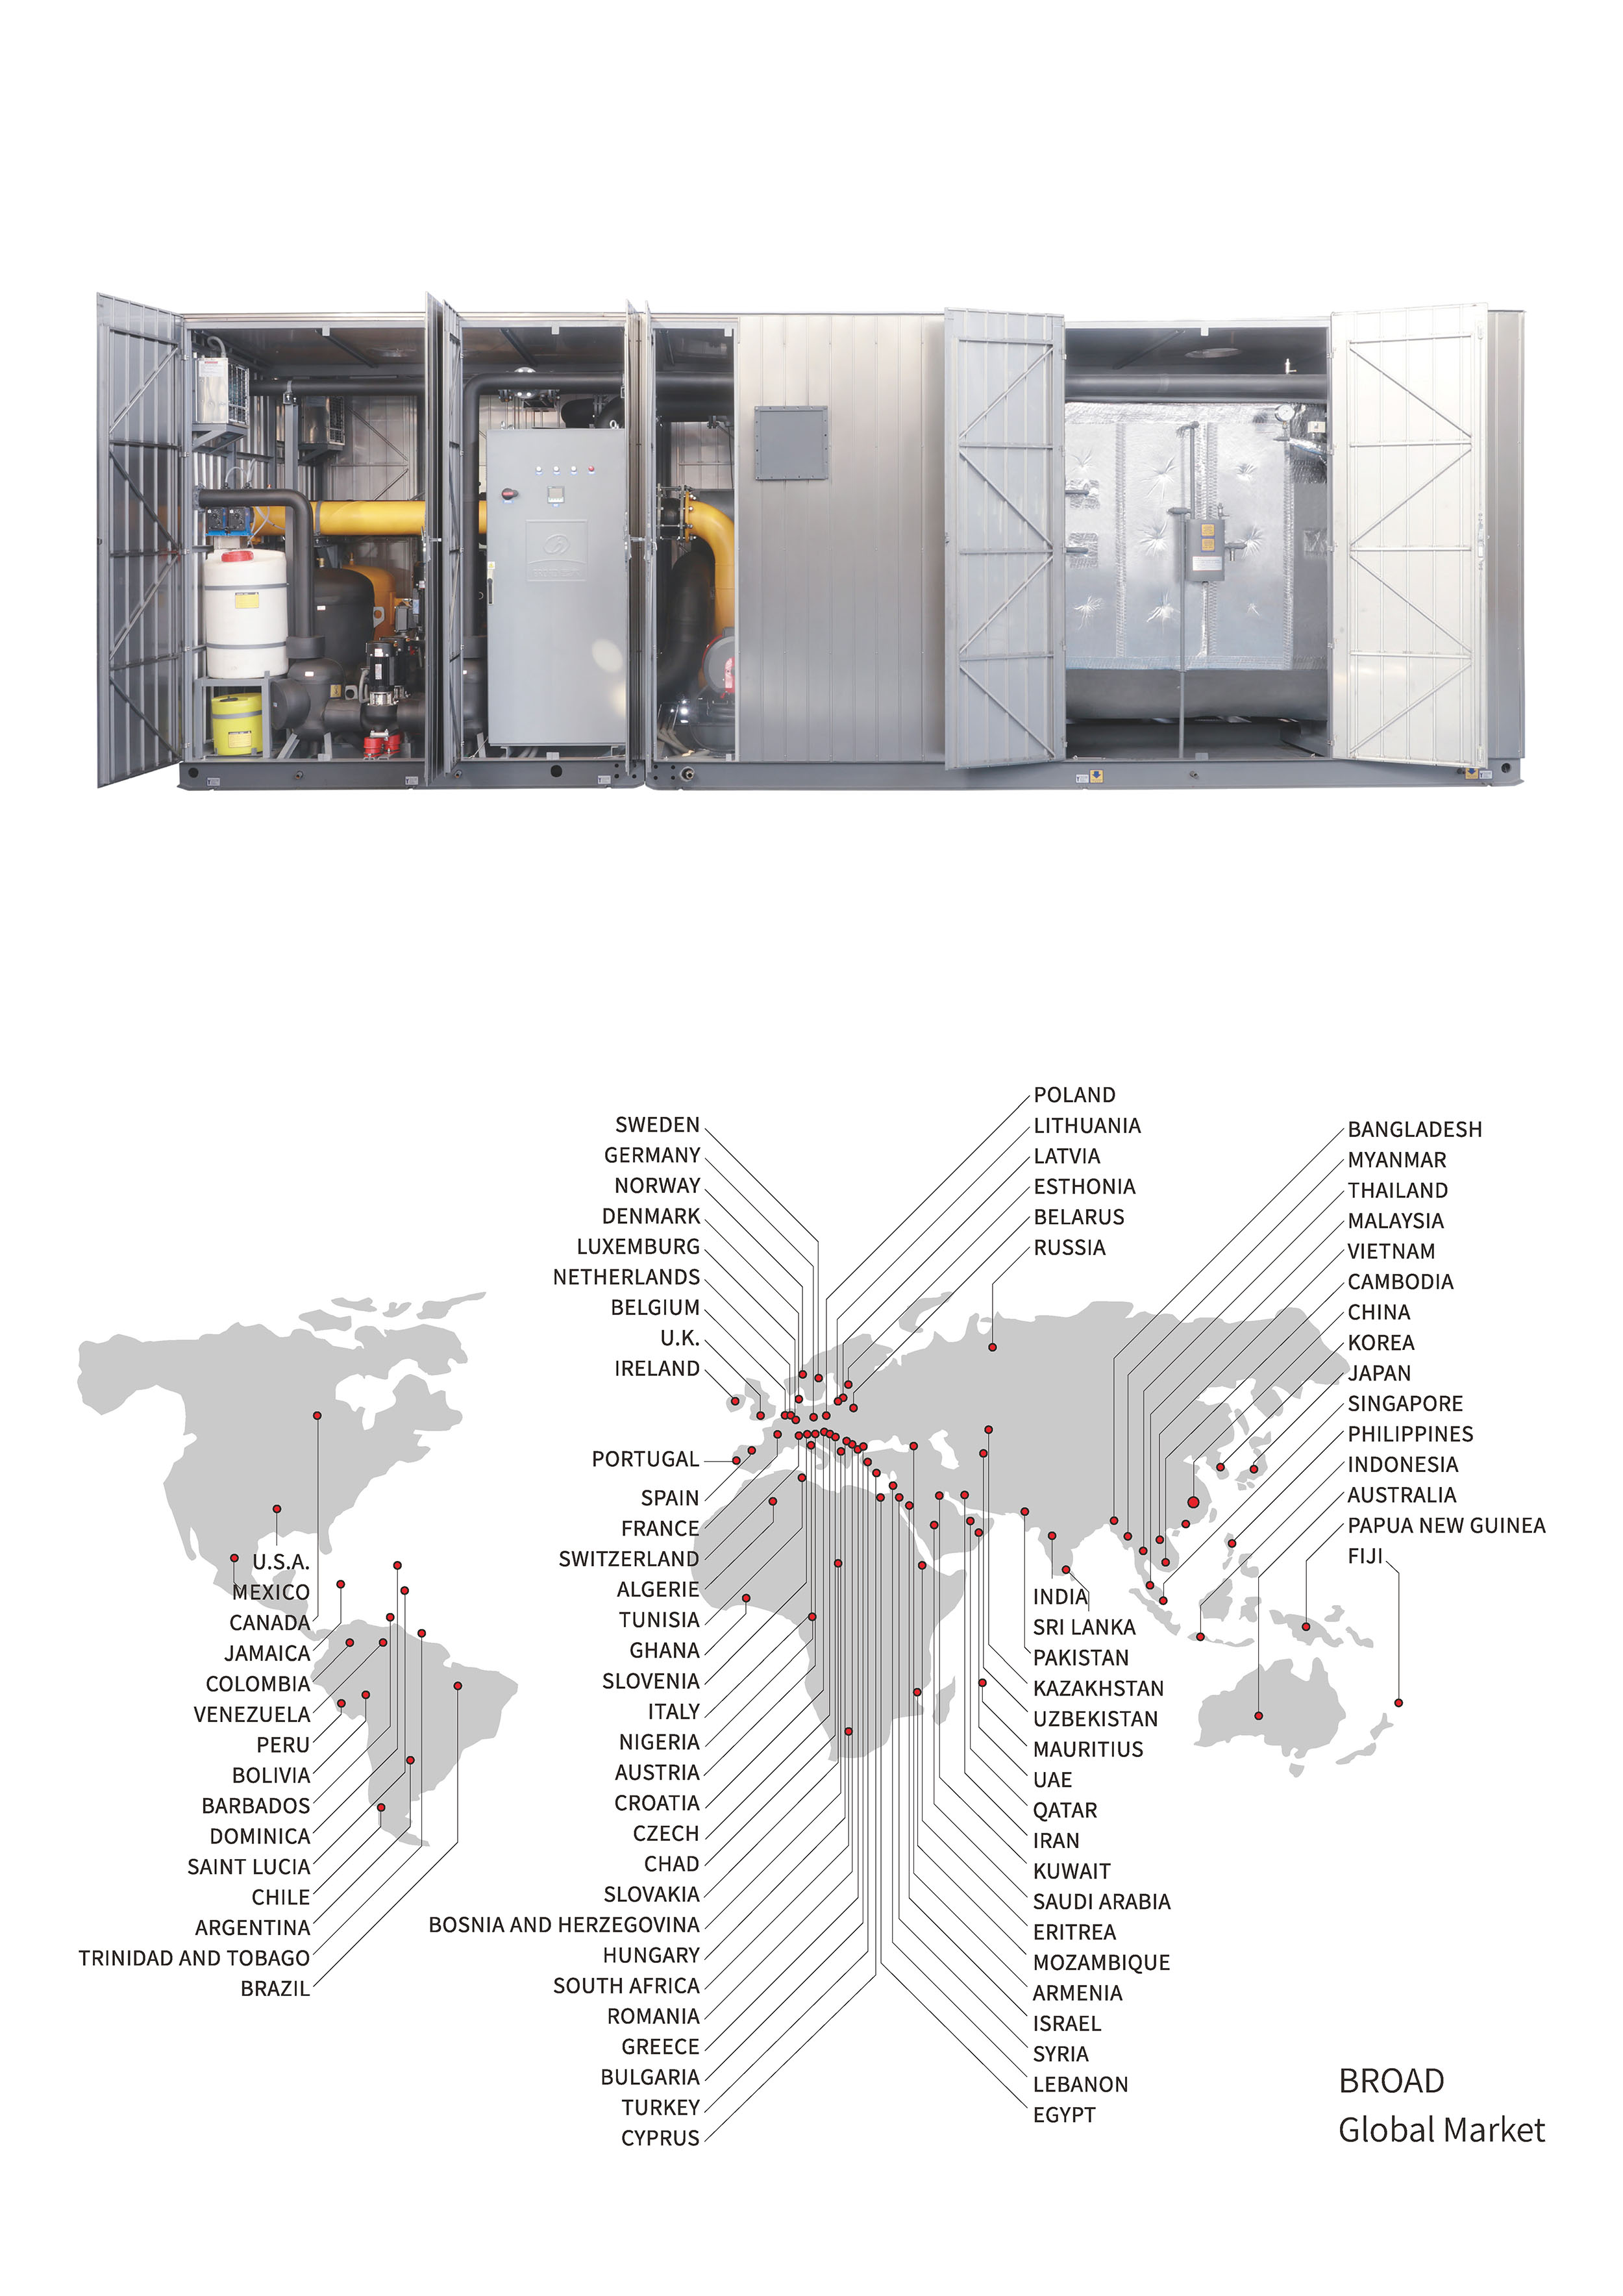 POLAND
LITHUANIA
LATVIA
ESTHONIA
BELARUS
RUSSIA
SWEDEN
GERMANY
NORWAY
DENMARK
LUXEMBURG
NETHERLANDS
BELGIUM
U.K.
IRELAND
PORTUGAL
SPAIN
FRANCE
SWITZERLAND
ALGERIE
TUNISIA
GHANA
SLOVENIA
ITALY
NIGERIA
AUSTRIA
CROATIA
CZECH
CHAD
SLOVAKIA
BOSNIA AND HERZEGOVINA
HUNGARY
SOUTH AFRICA
ROMANIA
GREECE
BULGARIA
TURKEY
CYPRUS
BANGLADESH
MYANMAR
THAILAND
MALAYSIA
VIETNAM
CAMBODIA
CHINA
KOREA
JAPAN
SINGAPORE
PHILIPPINES
INDONESIA
AUSTRALIA
PAPUA NEW GUINEA
FIJI
U.S.A.
MEXICO
CANADA
JAMAICA
COLOMBIA
VENEZUELA
PERU
BOLIVIA
BARBADOS
DOMINICA
SAINT LUCIA
CHILE
ARGENTINA
TRINIDAD AND TOBAGO
BRAZIL
INDIA
SRI LANKA
PAKISTAN
KAZAKHSTAN
UZBEKISTAN
MAURITIUS
UAE
QATAR
IRAN
KUWAIT
SAUDI ARABIA
ERITREA
MOZAMBIQUE
ARMENIA
ISRAEL
SYRIA
LEBANON
EGYPT
BROAD
Global Market